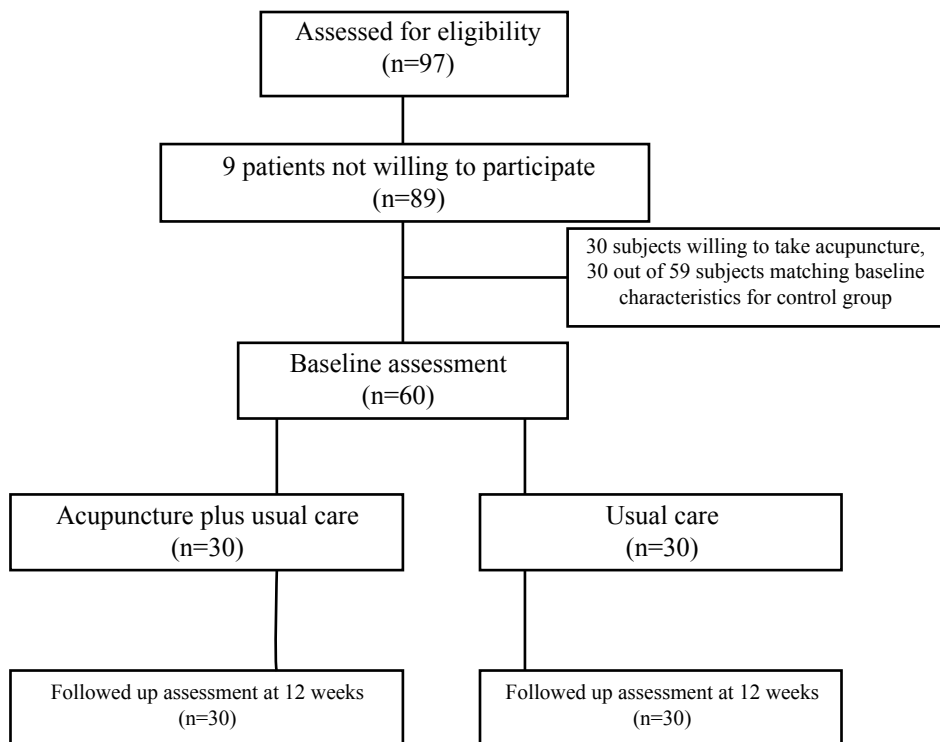 Assessed for eligibility
(n=97)
9 patients not willing to participate
(n=89)
30 subjects willing to take acupuncture,
30 out of 59 subjects matching baseline
characteristics for control group
Baseline assessment
(n=60)
Acupuncture plus usual care
(n=30)
Usual care
(n=30)
Followed up assessment at 12 weeks
(n=30)
Followed up assessment at 12 weeks
(n=30)